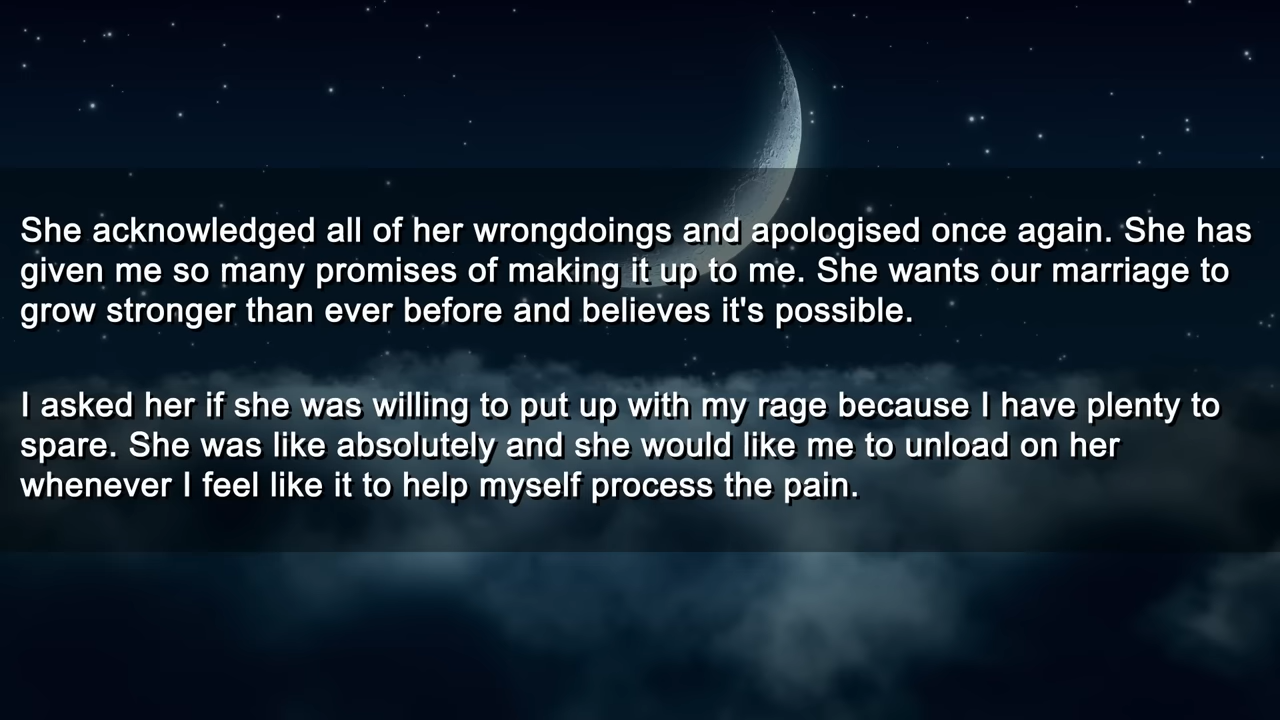 She acknowledged all of her wrongdoings and apologised once again. She has
given me so many promises of making it up to me. She wants our marriage to
grow stronger than ever before and believes it's possible.
I asked her if she was willing to put up with my rage because I have plenty to
spare. She was like absolutely and she would like me to unload on her
whenever I feel like it to help myself process the pain.